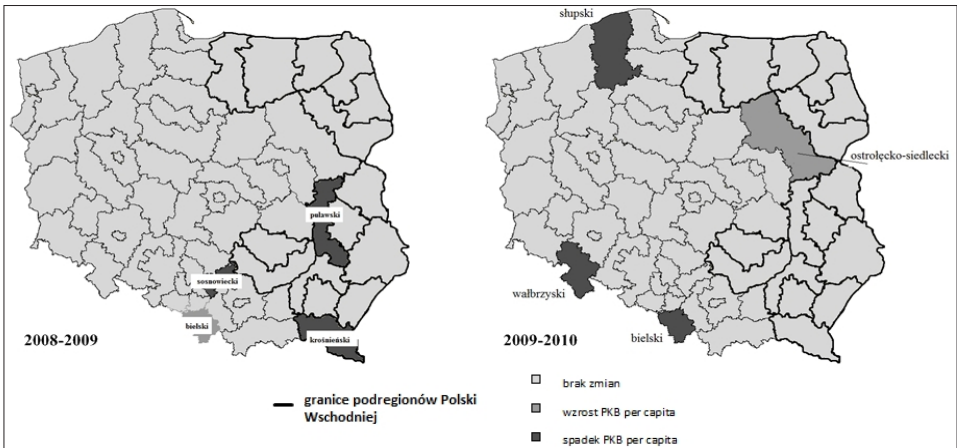 słupski
ostrołęcko-siedlecki
puławski
sosnowiecki
bielski
krośnieński
wałbrzyski
bielski
2008-2009
2009-2010
granice podregionów Polski
Wschodniej
brak zmian
wzrost PKB per capita
spadek PKB per capita